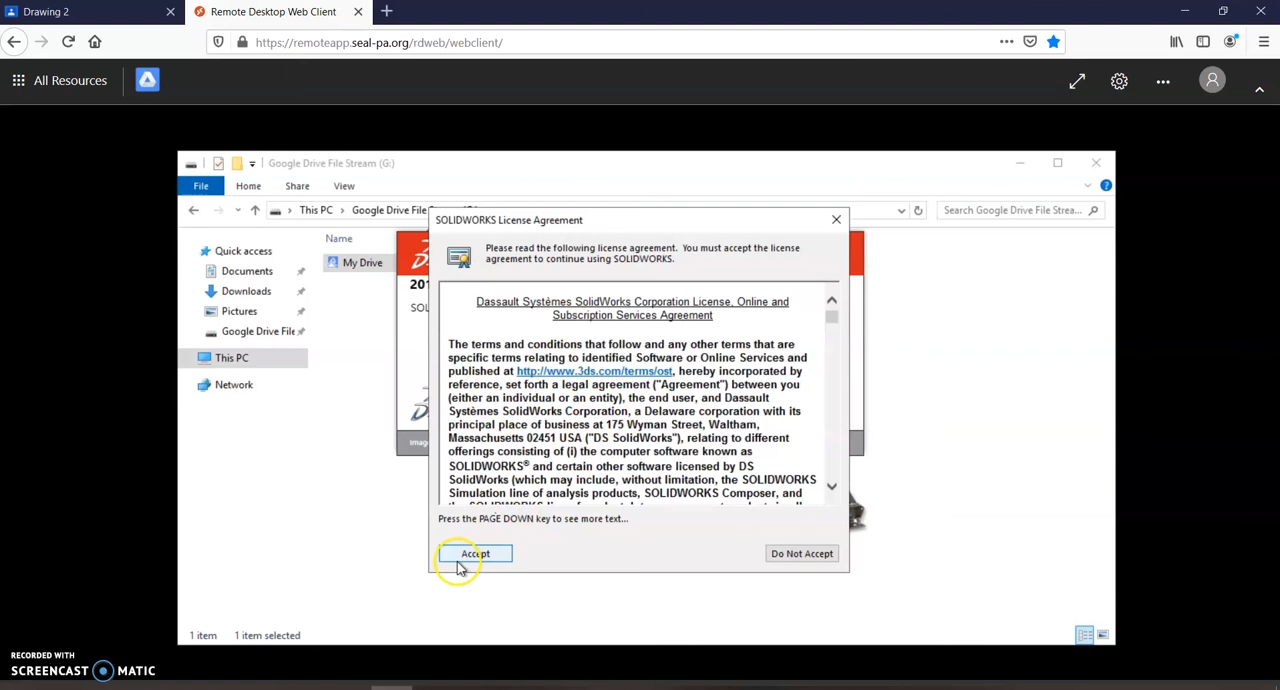 Drawing 2
Remote Desktop Web Client
https://remoteapp.seal-pa.org/rdweb/webclient/
All Resources
Google Drive File Stream (G:)
File Home Share View
This PC Google Drive File
Search Google Drive File Strea...
SOLIDWORKS License Agreement
Please read the following license agreement. You must accept the license
agreement to continue using SOLIDWORKS.
Quick access
Documents
Downloads
Pictures
Google Drive File
This PC
Network
Name
My Drive
201
SOL
Imag
Dassault Systèmes SolidWorks Corporation License, Online and
Subscription Services Agreement
The terms and conditions that follow and any other terms that are
specific terms relating to identified Software or Online Services and
published at http://www.3ds.com/terms/ost, hereby incorporated by
reference, set forth a legal agreement ("Agreement") between you
(either an individual or an entity), the end user, and Dassault
Systèmes SolidWorks Corporation, a Delaware corporation with its
principal place of business at 175 Wyman Street, Waltham,
Massachusetts 02451 USA ("DS SolidWorks"), relating to different
offerings consisting of (i) the computer software known as
SOLIDWORKS® and certain other software licensed by DS
SolidWorks (which may include, without limitation, the SOLIDWORKS
Simulation line of analysis products, SOLIDWORKS Composer, and
Press the PAGE DOWN key to see more text...
Accept
Do Not Accept
1 item 1 item selected
RECORDED WITH
SCREENCAST MATIC